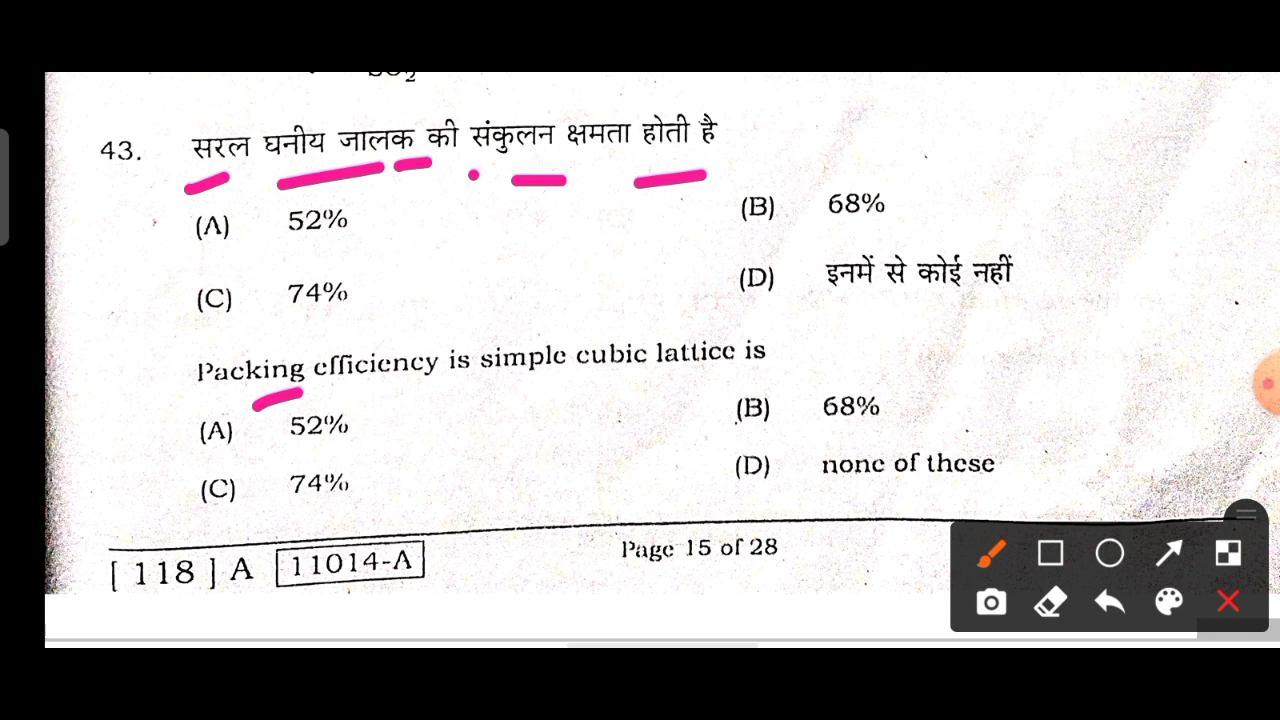 43. सरल घनीय जालक की संकुलन क्षमता होती है
(A) 52% (B) 68%
(C) 74% (D) इनमें से कोई नहीं
Packing efficiency is simple cubic lattice is
(A) 52% (B) 68%
(C) 74% (D) none of these
[ 118 ] A 11014-A Page 15 of 28